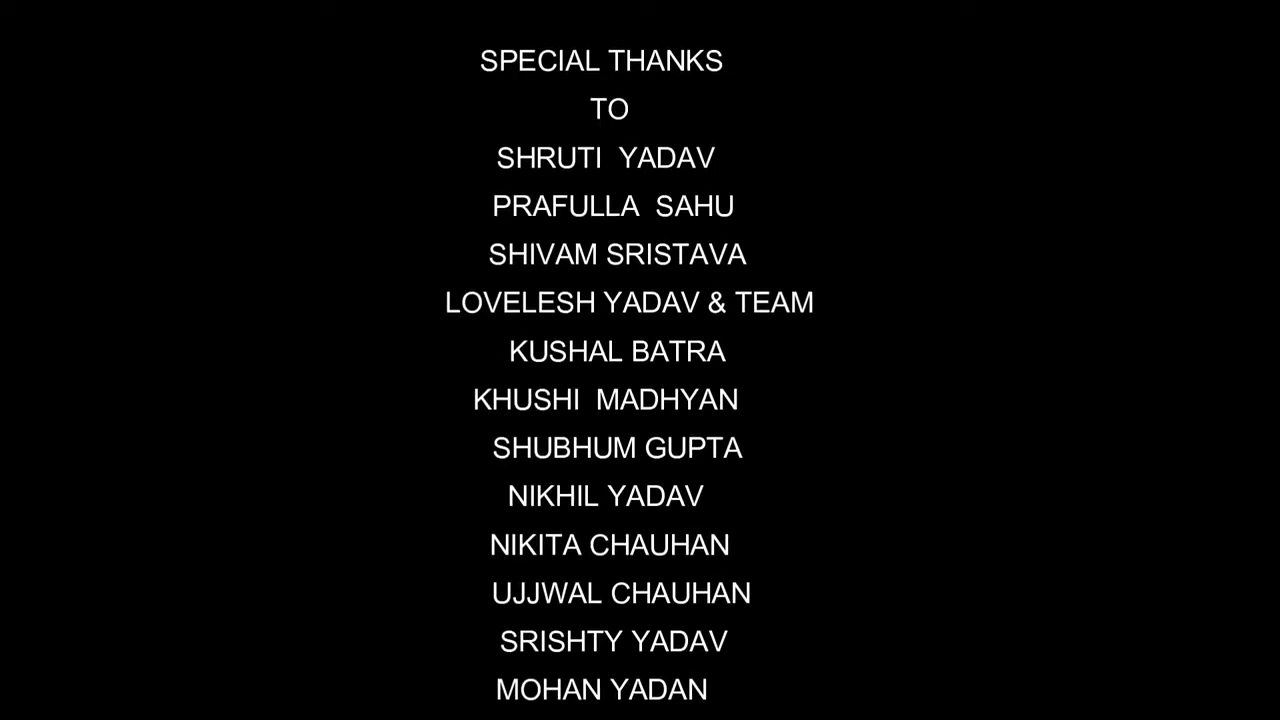 SPECIAL THANKS
TO
SHRUTI  YADAV
PRAFULLA  SAHU
SHIVAM SRISTAVA
LOVELESH YADAV & TEAM
KUSHAL BATRA
KHUSHI  MADHYAN
SHUBHUM GUPTA
NIKHIL YADAV
NIKITA CHAUHAN
UJJWAL CHAUHAN
SRISHTY YADAV
MOHAN YADAN